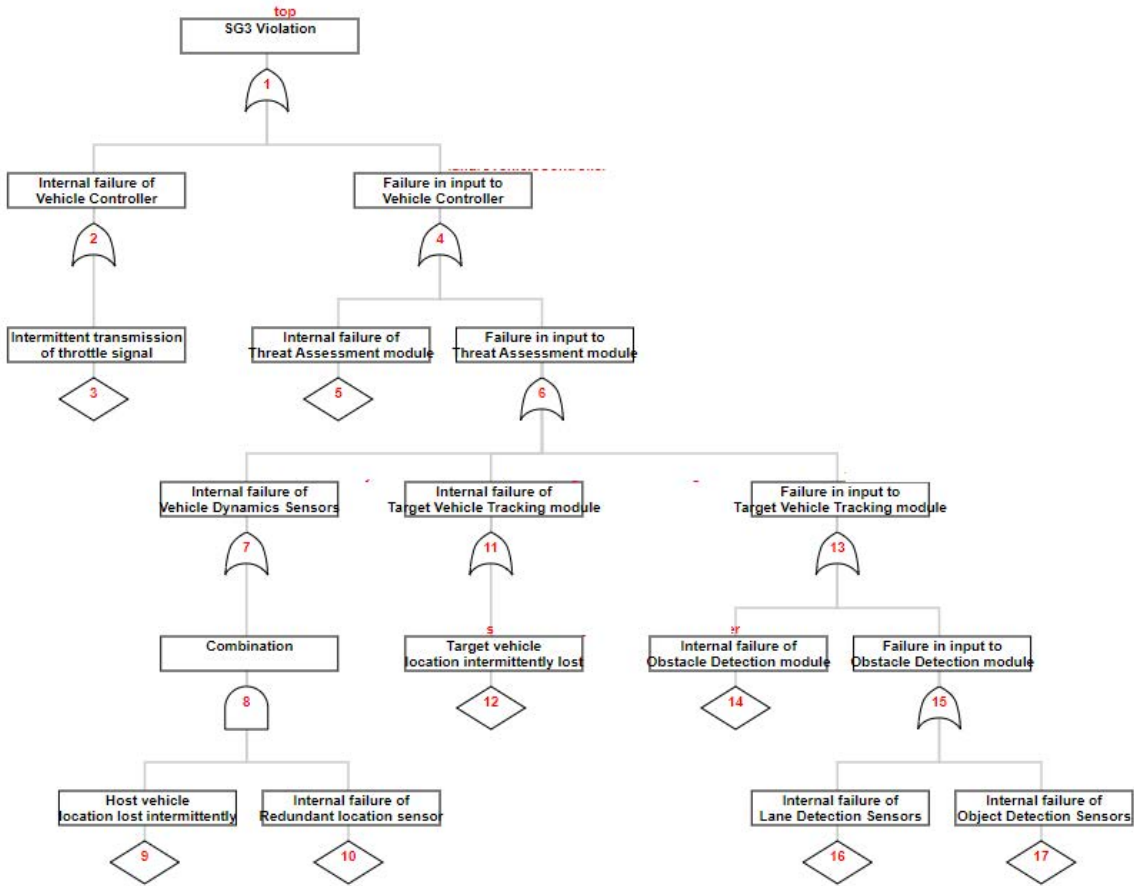 top
SG3 Violation
1
Internal failure of
Vehicle Controller
Failure in input to
Vehicle Controller
2
4
Intermittent transmission
of throttle signal
Internal failure of
Threat Assessment module
Failure in input to
Threat Assessment module
3
5
6
Internal failure of
Vehicle Dynamics Sensors
Internal failure of
Target Vehicle Tracking module
Failure in input to
Target Vehicle Tracking module
7
11
13
Combination
Target vehicle
location intermittently lost
Internal failure of
Obstacle Detection module
Failure in input to
Obstacle Detection module
8
12
14
15
Host vehicle
location lost intermittently
Internal failure of
Redundant location sensor
Internal failure of
Lane Detection Sensors
Internal failure of
Object Detection Sensors
9
10
16
17